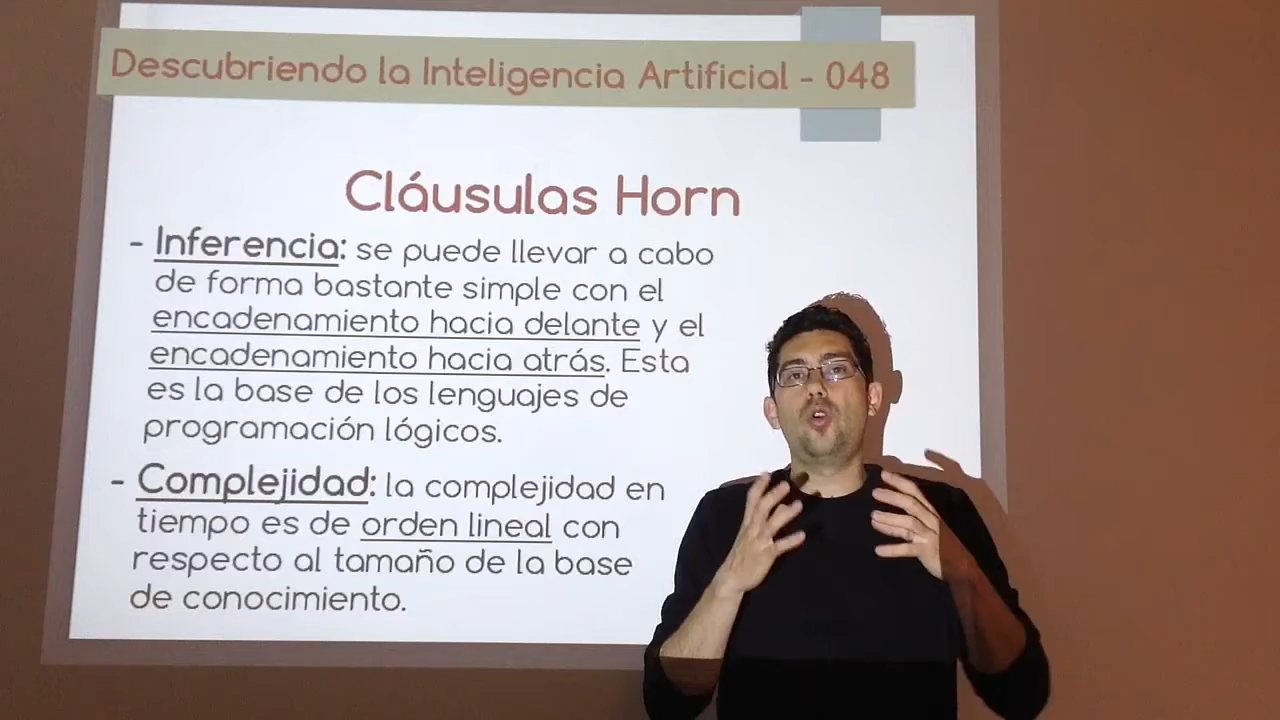 Descubriendo la Inteligencia Artificial - 048
Cláusulas Horn
- Inferencia: se puede llevar a cabo
de forma bastante simple con el
encadenamiento hacia delante y el
encadenamiento hacia atrás. Esta
es la base de los lenguajes de
programación lógicos.
- Complejidad: la complejidad en
tiempo es de orden lineal con
respecto al tamaño de la base
de conocimiento.